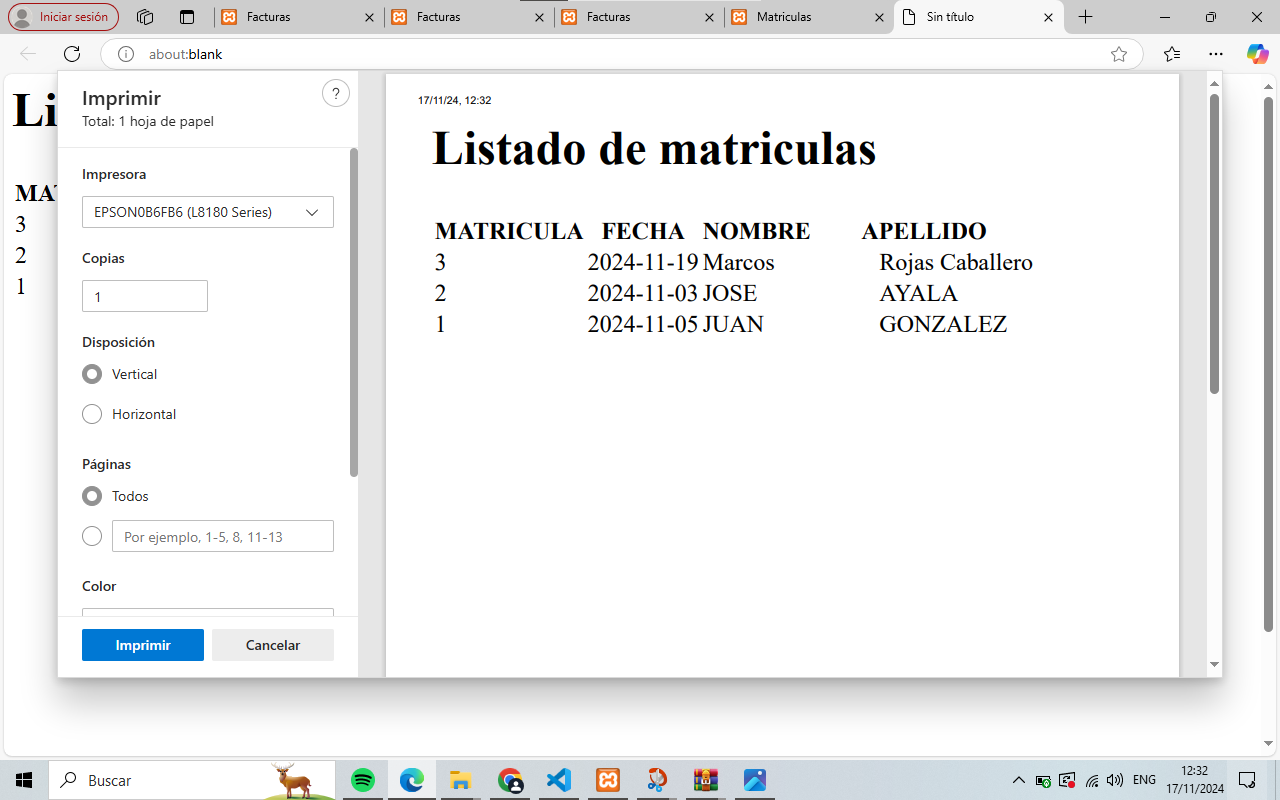 Iniciar sesión
Facturas
Facturas
Facturas
Matriculas
Sin título
about:blank
Li
MAT
3
2
1
Imprimir
Total: 1 hoja de papel
?
Impresora
EPSON0B6FB6 (L8180 Series)
Copias
1
Disposición
Vertical
Horizontal
Páginas
Todos
Por ejemplo, 1-5, 8, 11-13
Color
Imprimir
Cancelar
17/11/24, 12:32
Listado de matriculas
MATRICULA FECHA NOMBRE APELLIDO
3 2024-11-19 Marcos Rojas Caballero
2 2024-11-03 JOSE AYALA
1 2024-11-05 JUAN GONZALEZ
Buscar
ENG
12:32
17/11/2024